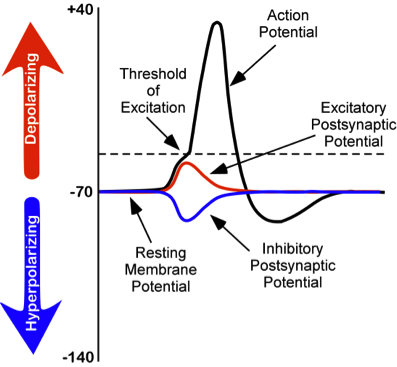 +40
Action
Potential
Depolarizing
Threshold
of
Excitation
Excitatory
Postsynaptic
Potential
-70
Hyperpolarizing
Resting
Membrane
Potential
Inhibitory
Postsynaptic
Potential
-140